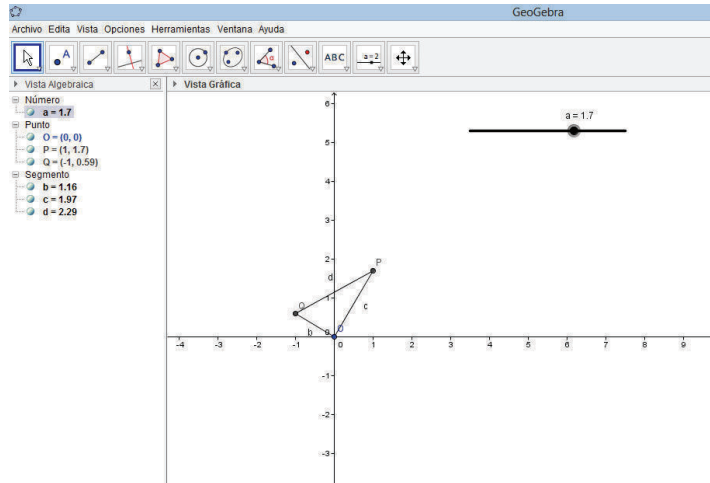 GeoGebra
Archivo Edita Vista Opciones Herramientas Ventana Ayuda
A α ABC a=2
Vista Algebraica
Número
a = 1.7
Punto
O = (0, 0)
P = (1, 1.7)
Q = (-1, 0.59)
Segmento
b = 1.16
c = 1.97
d = 2.29
Vista Gráfica
a = 1.7
6
5
4
3
2
1
0
-1
-2
-3
-4 -3 -2 -1 0 1 2 3 4 5 6 7 8 9
P
d
Q
c
b
O